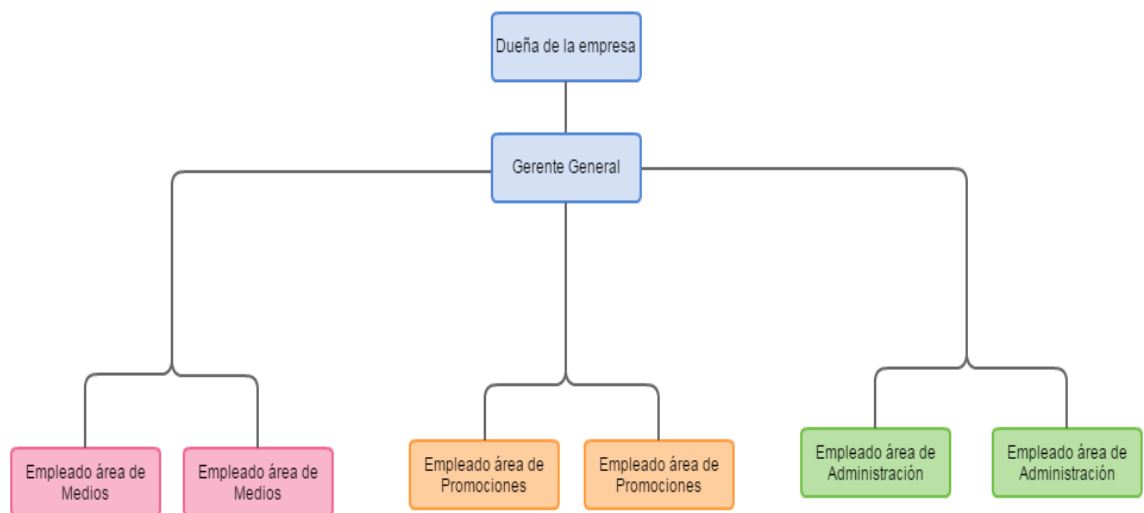 Dueña de la empresa
Gerente General
Empleado área de
Medios
Empleado área de
Medios
Empleado área de
Promociones
Empleado área de
Promociones
Empleado área de
Administración
Empleado área de
Administración